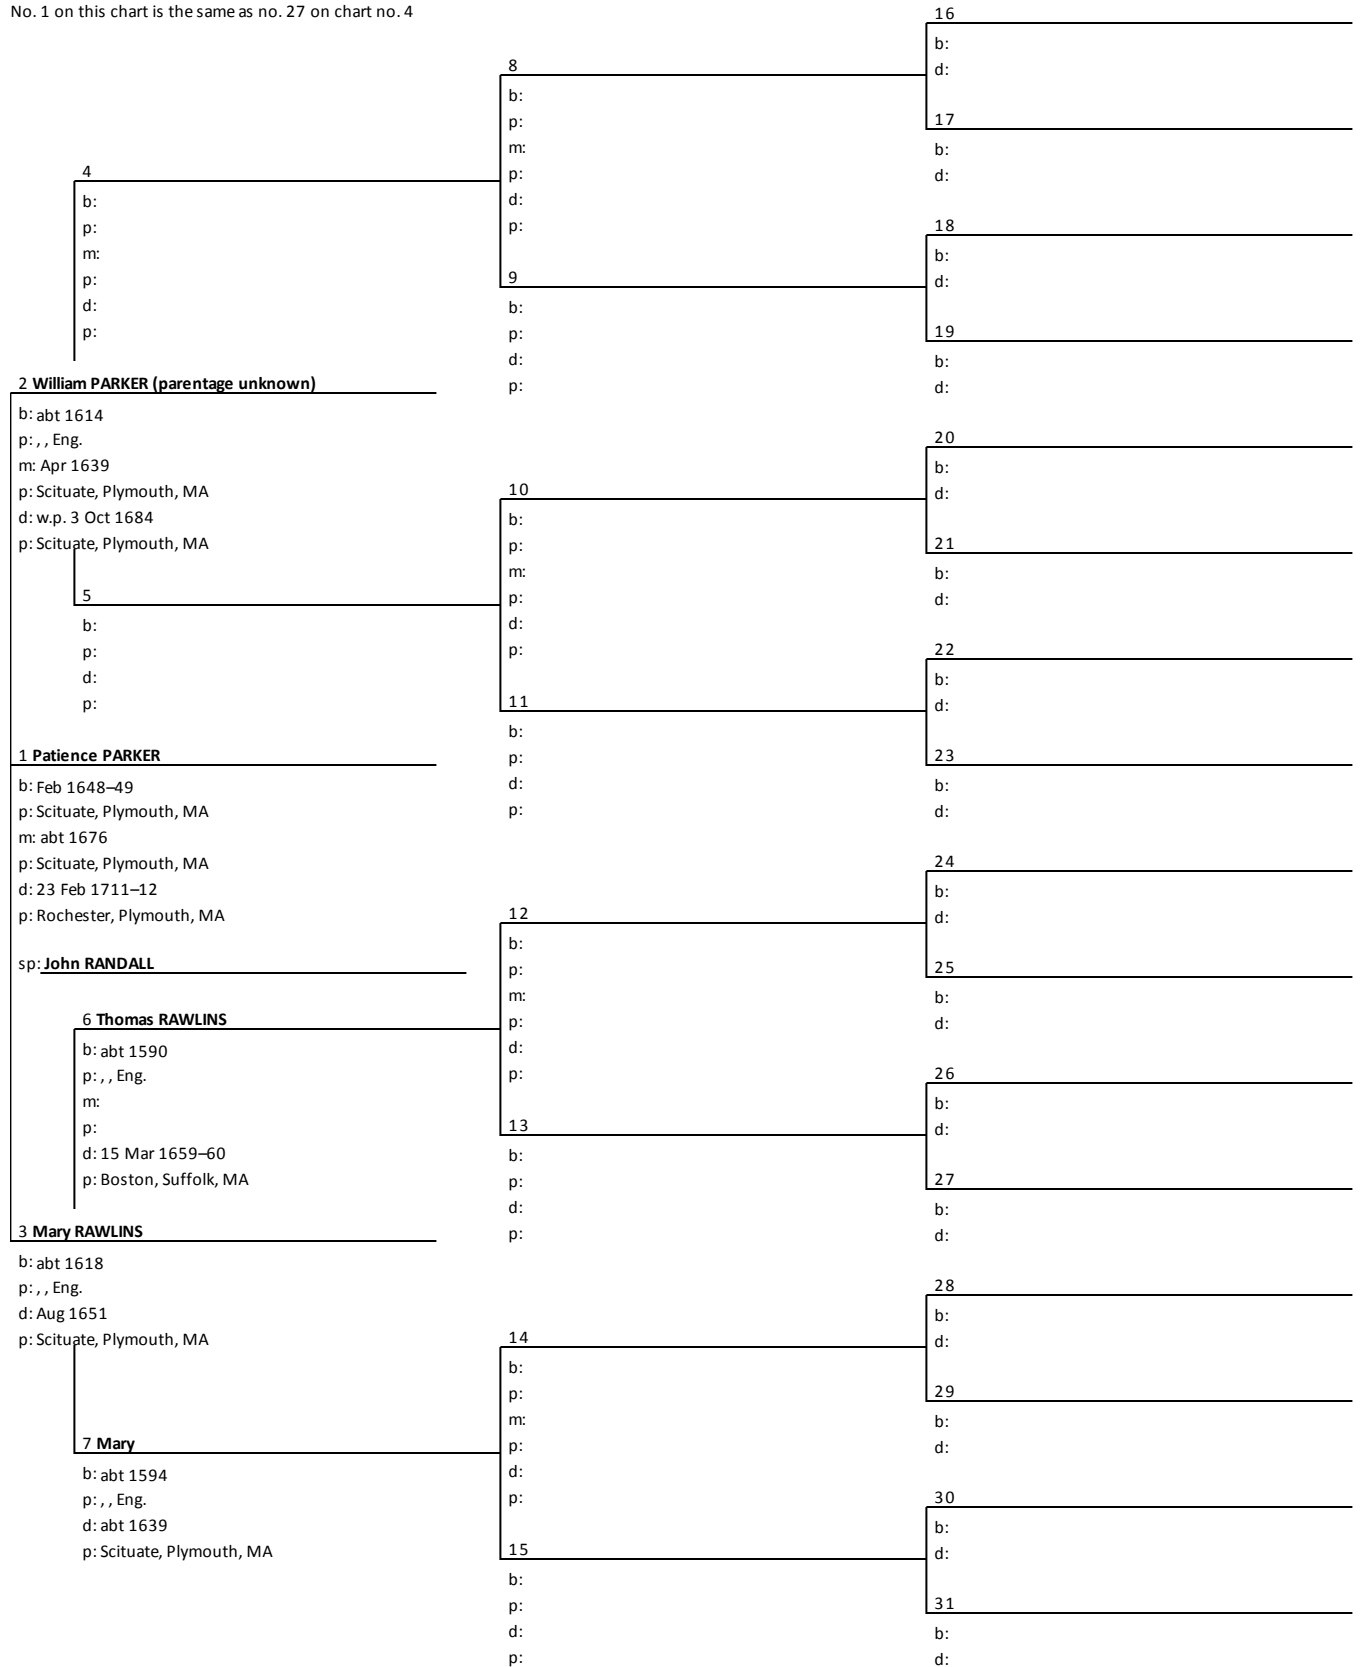 No. 1 on this chart is the same as no. 27 on chart no. 4
16
b:
d:
8
b:
p:
m:
p:
d:
p:
17
b:
d:
4
b:
p:
m:
p:
d:
p:
18
b:
d:
9
b:
p:
d:
p:
19
b:
d:
2 William PARKER (parentage unknown)
b: abt 1614
p: , , Eng.
m: Apr 1639
p: Scituate, Plymouth, MA
d: w.p. 3 Oct 1684
p: Scituate, Plymouth, MA
20
b:
d:
10
b:
p:
m:
p:
d:
p:
21
b:
d:
5
b:
p:
d:
p:
22
b:
d:
11
b:
p:
d:
p:
23
b:
d:
1 Patience PARKER
b: Feb 1648–49
p: Scituate, Plymouth, MA
m: abt 1676
p: Scituate, Plymouth, MA
d: 23 Feb 1711–12
p: Rochester, Plymouth, MA
sp: John RANDALL
24
b:
d:
12
b:
p:
m:
p:
d:
p:
25
b:
d:
6 Thomas RAWLINS
b: abt 1590
p: , , Eng.
m:
p:
d: 15 Mar 1659–60
p: Boston, Suffolk, MA
26
b:
d:
13
b:
p:
d:
p:
27
b:
d:
3 Mary RAWLINS
b: abt 1618
p: , , Eng.
d: Aug 1651
p: Scituate, Plymouth, MA
28
b:
d:
14
b:
p:
m:
p:
d:
p:
29
b:
d:
7 Mary
b: abt 1594
p: , , Eng.
d: abt 1639
p: Scituate, Plymouth, MA
30
b:
d:
15
b:
p:
d:
p:
31
b:
d: